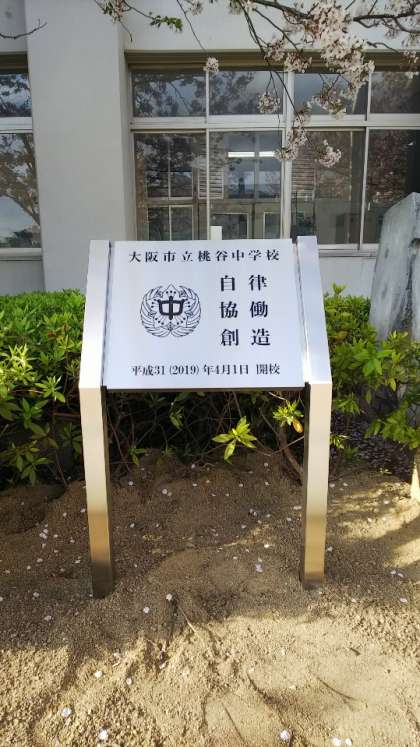 大阪市立桃谷中学校
中
自律
協働
創造
平成31(2019)年4月1日 開校